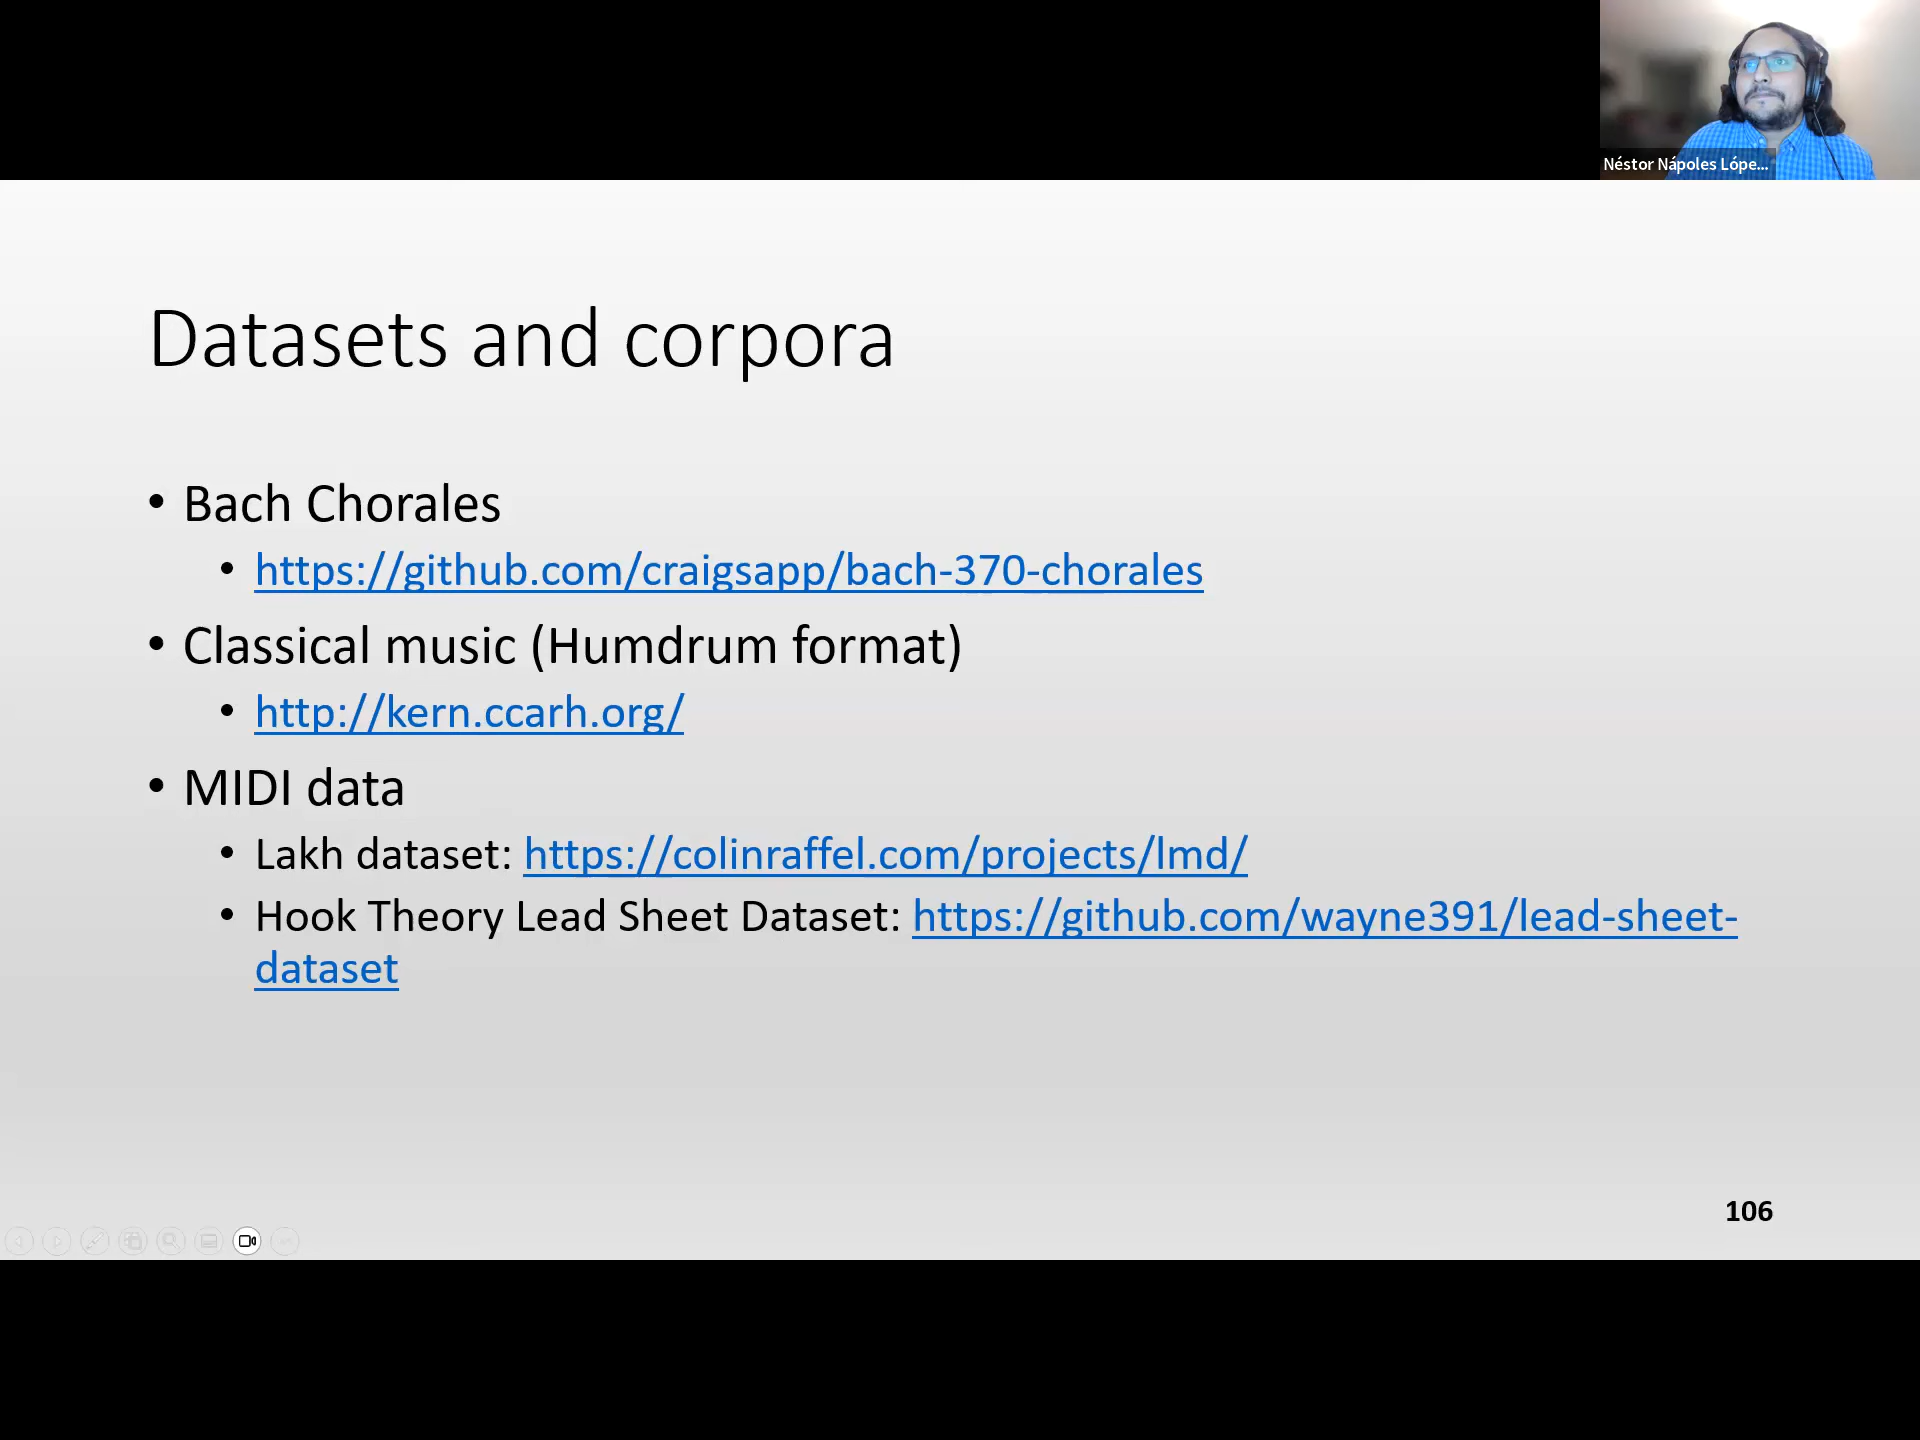 Néstor Nápoles Lópe...
Datasets and corpora
• Bach Chorales
• https://github.com/craigsapp/bach-370-chorales
• Classical music (Humdrum format)
• http://kern.ccarh.org/
• MIDI data
• Lakh dataset: https://colinraffel.com/projects/lmd/
• Hook Theory Lead Sheet Dataset: https://github.com/wayne391/lead-sheet-
dataset
106